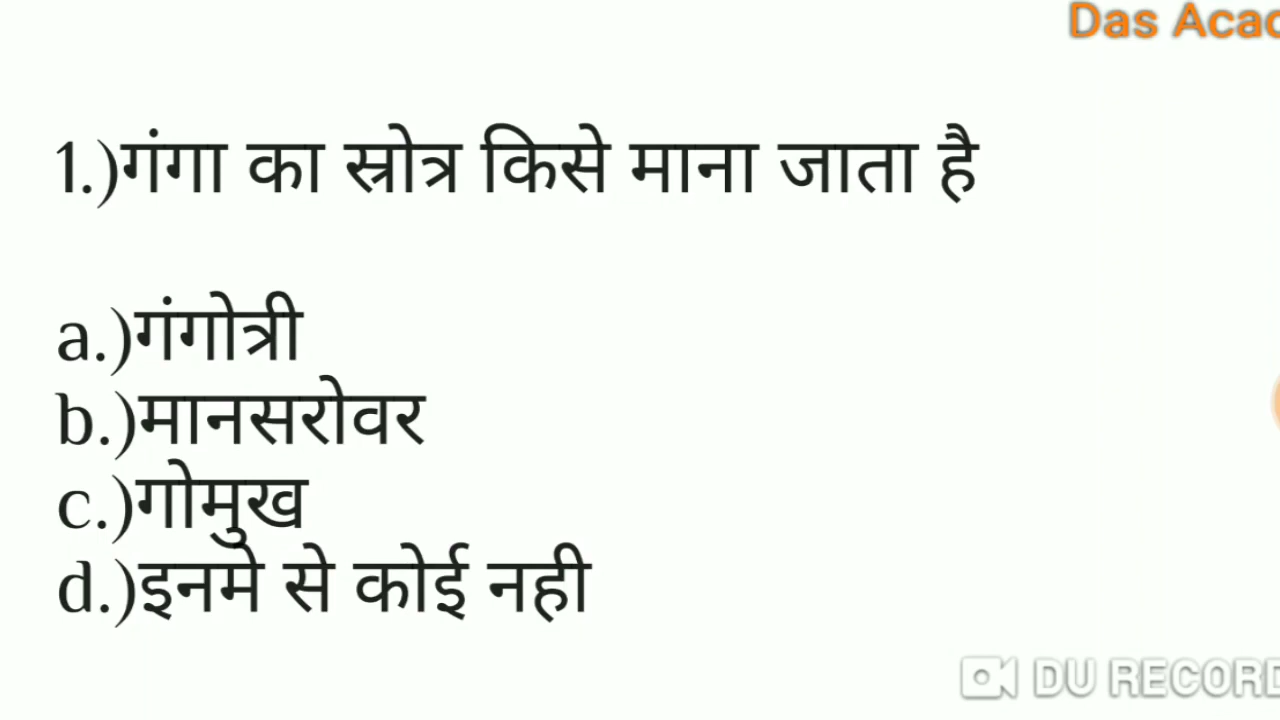 Das Acad
1.)गंगा का स्रोत्र किसे माना जाता है
a.)गंगोत्री
b.)मानसरोवर
c.)गोमुख
d.)इनमे से कोई नही
DU RECORD